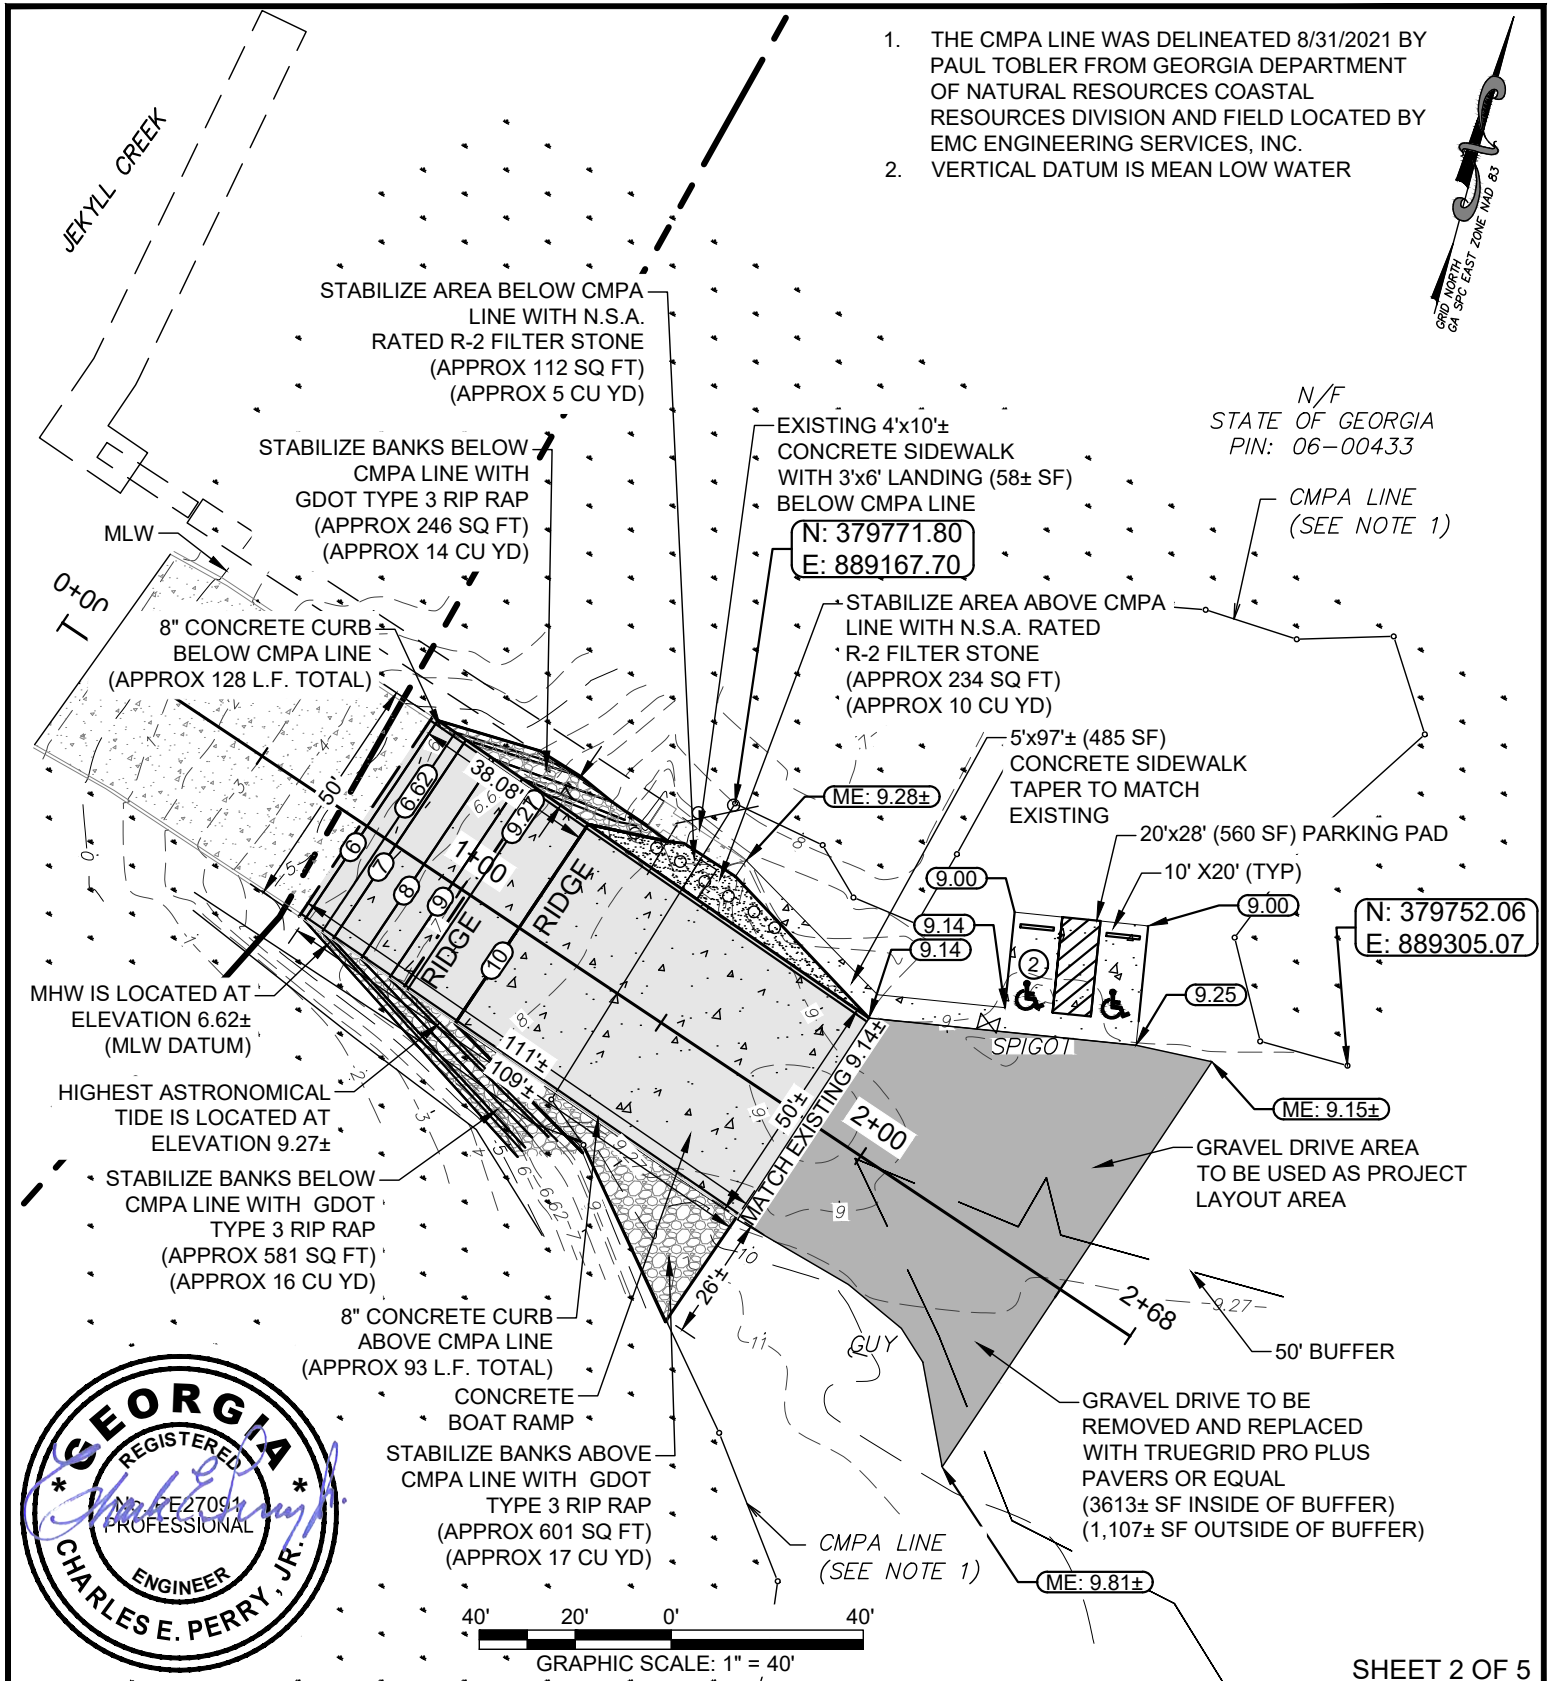 1. THE CMPA LINE WAS DELINEATED 8/31/2021 BY
PAUL TOBLER FROM GEORGIA DEPARTMENT
OF NATURAL RESOURCES COASTAL
RESOURCES DIVISION AND FIELD LOCATED BY
EMC ENGINEERING SERVICES, INC.
2. VERTICAL DATUM IS MEAN LOW WATER
GRID NORTH
GA SPC EAST ZONE NAD 83
JEKYLL CREEK
STABILIZE AREA BELOW CMPA
LINE WITH N.S.A.
RATED R-2 FILTER STONE
(APPROX 112 SQ FT)
(APPROX 5 CU YD)
N/F
STATE OF GEORGIA
PIN: 06-00433
STABILIZE BANKS BELOW
CMPA LINE WITH
GDOT TYPE 3 RIP RAP
(APPROX 246 SQ FT)
(APPROX 14 CU YD)
EXISTING 4'x10'±
CONCRETE SIDEWALK
WITH 3'x6' LANDING (58± SF)
BELOW CMPA LINE
CMPA LINE
(SEE NOTE 1)
N: 379771.80
E: 889167.70
MLW
0+00
STABILIZE AREA ABOVE CMPA
LINE WITH N.S.A. RATED
R-2 FILTER STONE
(APPROX 234 SQ FT)
(APPROX 10 CU YD)
8" CONCRETE CURB
BELOW CMPA LINE
(APPROX 128 L.F. TOTAL)
5'x97'± (485 SF)
CONCRETE SIDEWALK
TAPER TO MATCH
EXISTING
ME: 9.28±
20'x28' (560 SF) PARKING PAD
10' X20' (TYP)
50'
38.08'
6.62
9.27
6
7
8
9
10
1+00
RIDGE
RIDGE
9.00
9.14
9.14
9.00
2
9.25
N: 379752.06
E: 889305.07
SPIGOT
MHW IS LOCATED AT
ELEVATION 6.62±
(MLW DATUM)
HIGHEST ASTRONOMICAL
TIDE IS LOCATED AT
ELEVATION 9.27±
111'±
109'±
50'±
MATCH EXISTING 9.14±
2+00
ME: 9.15±
GRAVEL DRIVE AREA
TO BE USED AS PROJECT
LAYOUT AREA
STABILIZE BANKS BELOW
CMPA LINE WITH GDOT
TYPE 3 RIP RAP
(APPROX 581 SQ FT)
(APPROX 16 CU YD)
26'±
10
11
9
2+68
9.27
50' BUFFER
GUY
8" CONCRETE CURB
ABOVE CMPA LINE
(APPROX 93 L.F. TOTAL)
CONCRETE
BOAT RAMP
STABILIZE BANKS ABOVE
CMPA LINE WITH GDOT
TYPE 3 RIP RAP
(APPROX 601 SQ FT)
(APPROX 17 CU YD)
GRAVEL DRIVE TO BE
REMOVED AND REPLACED
WITH TRUEGRID PRO PLUS
PAVERS OR EQUAL
(3613± SF INSIDE OF BUFFER)
(1,107± SF OUTSIDE OF BUFFER)
CMPA LINE
(SEE NOTE 1)
ME: 9.81±
* GEORGIA *
REGISTERED
No. PE27091
PROFESSIONAL
ENGINEER
CHARLES E. PERRY, JR.
40' 20' 0' 40'
GRAPHIC SCALE: 1" = 40'
SHEET 2 OF 5